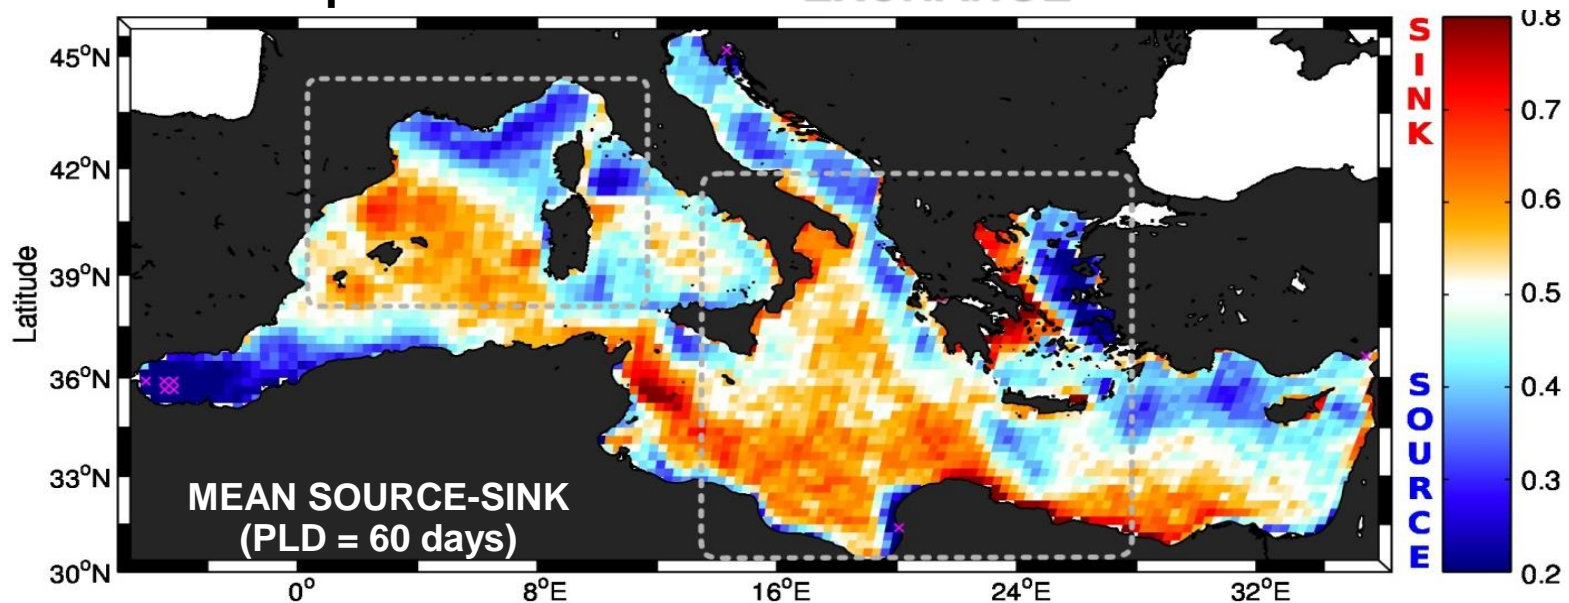 SINK
0.8
45°N
0.7
42°N
0.6
Latitude
39°N
0.5
36°N
SOURCE
0.4
33°N
MEAN SOURCE-SINK
0.3
(PLD = 60 days)
30°N
0.2
0°
8°E
16°E
24°E
32°E